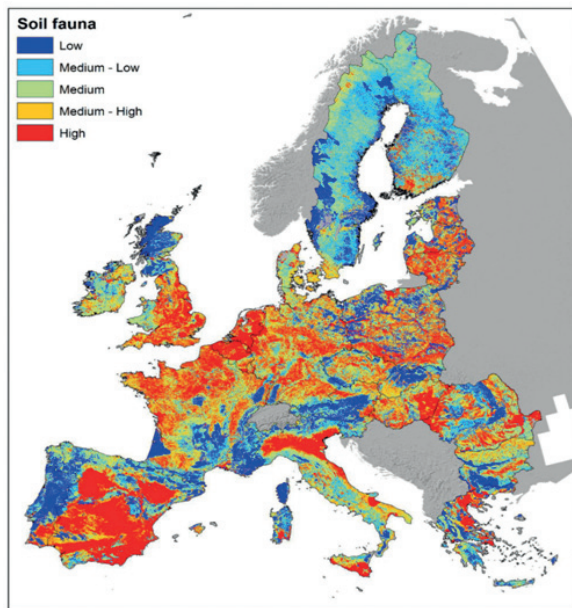 Soil fauna
Low
Medium - Low
Medium
Medium - High
High